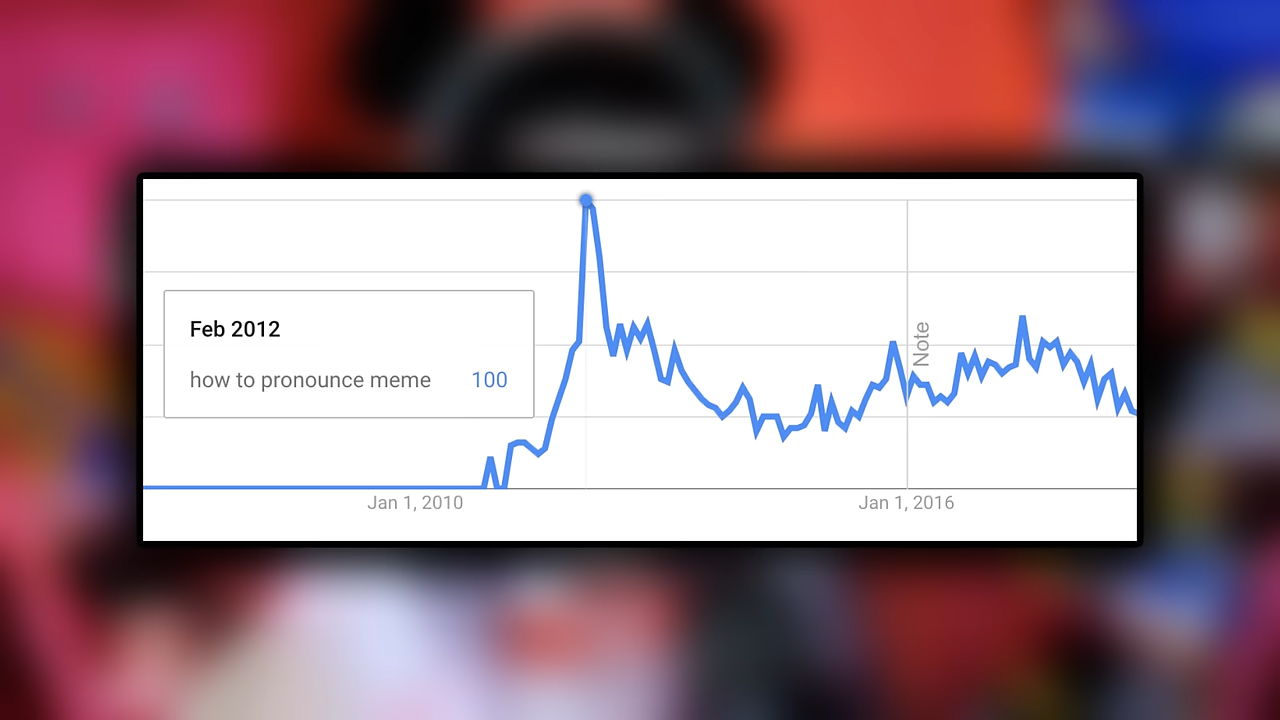 Feb 2012
how to pronounce meme 100
Note
Jan 1, 2010
Jan 1, 2016